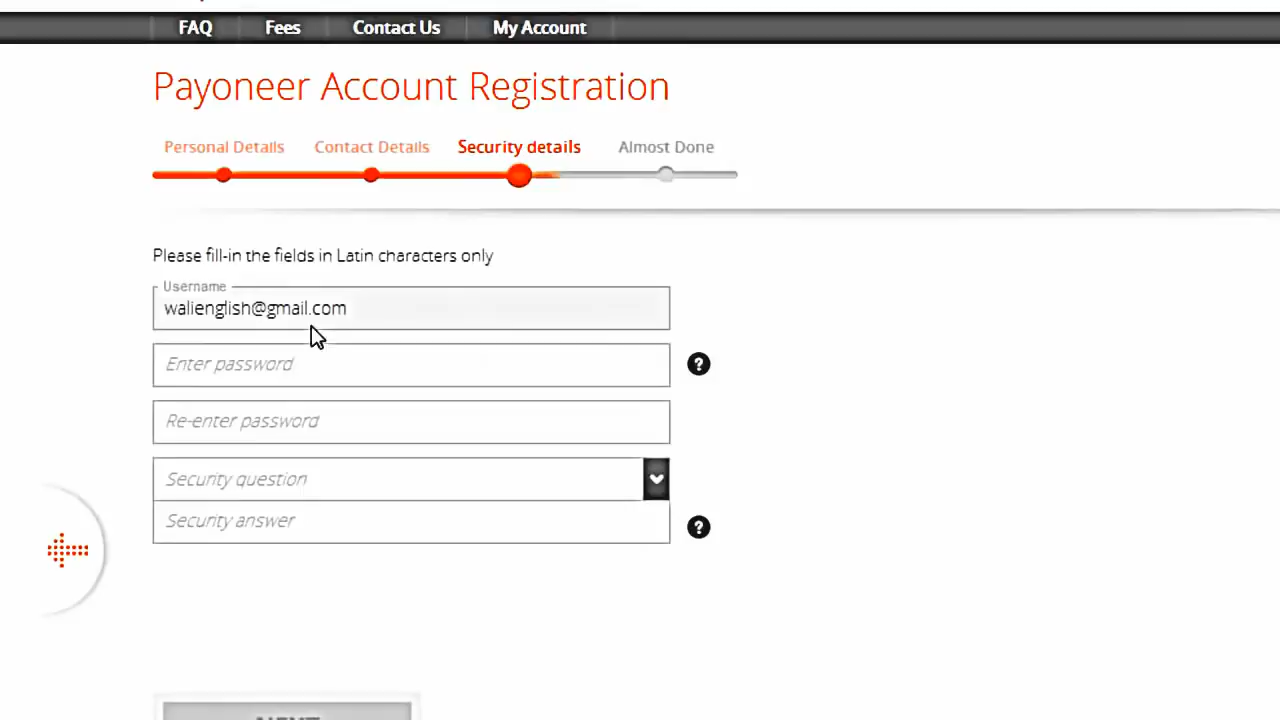 FAQ Fees Contact Us My Account
Payoneer Account Registration
Personal Details Contact Details Security details Almost Done
Please fill-in the fields in Latin characters only
Username
walienglish@gmail.com
Enter password
?
Re-enter password
Security question
Security answer
?
NEXT